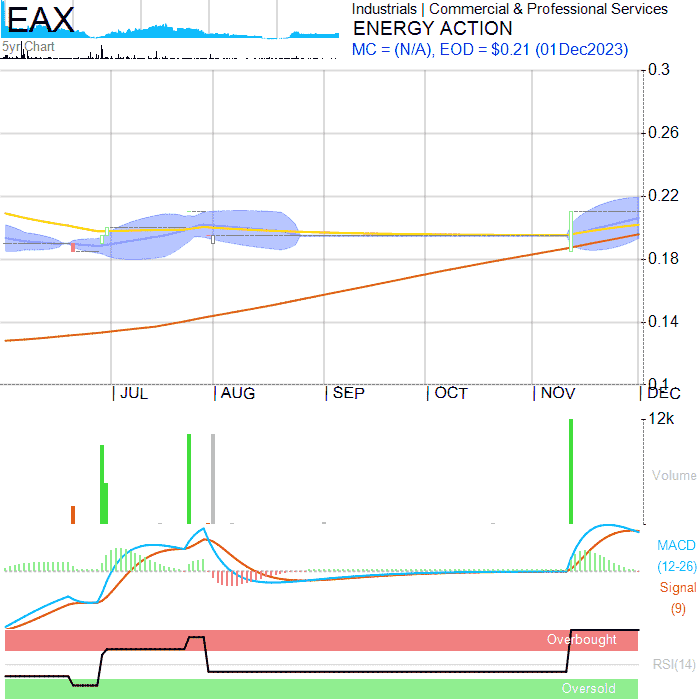 EAX
5yr Chart
Industrials | Commercial & Professional Services
ENERGY ACTION
MC = (N/A), EOD = $0.21 (01Dec2023)
0.3
0.26
0.22
0.18
0.14
0.1
JUL AUG SEP OCT NOV DEC
12k
Volume
MACD
(12-26)
Signal
(9)
Overbought
RSI(14)
Oversold